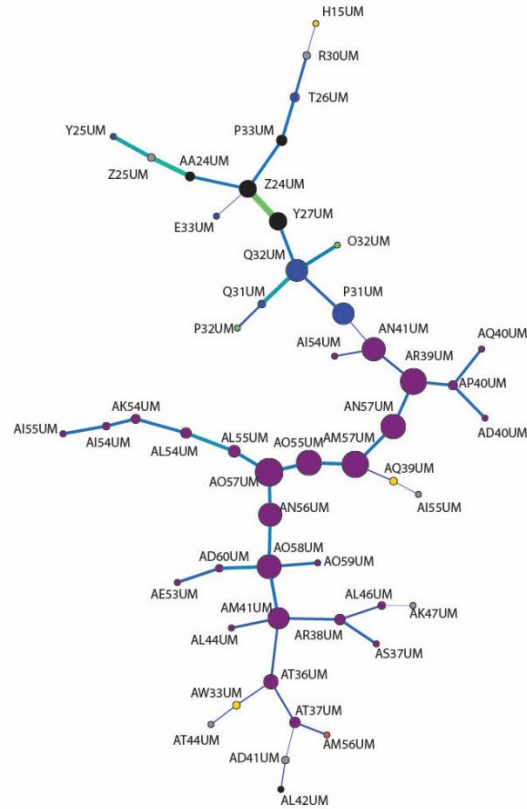 H15UM
R30UM
T26UM
Y25UM
P33UM
Z25UM
AA24UM
Z24UM
E33UM
Y27UM
Q32UM
O32UM
Q31UM
P31UM
P32UM
AN41UM
AI54UM
AQ40UM
AR39UM
AP40UM
AN57UM
AD40UM
AK54UM
AI55UM
AI54UM
AL54UM
AL55UM
AO55UM
AM57UM
AO57UM
AQ39UM
AI55UM
AN56UM
AO58UM
AD60UM
AO59UM
AE53UM
AM41UM
AL46UM
AK47UM
AL44UM
AR38UM
AS37UM
AT36UM
AW33UM
AT37UM
AT44UM
AM56UM
AD41UM
AL42UM